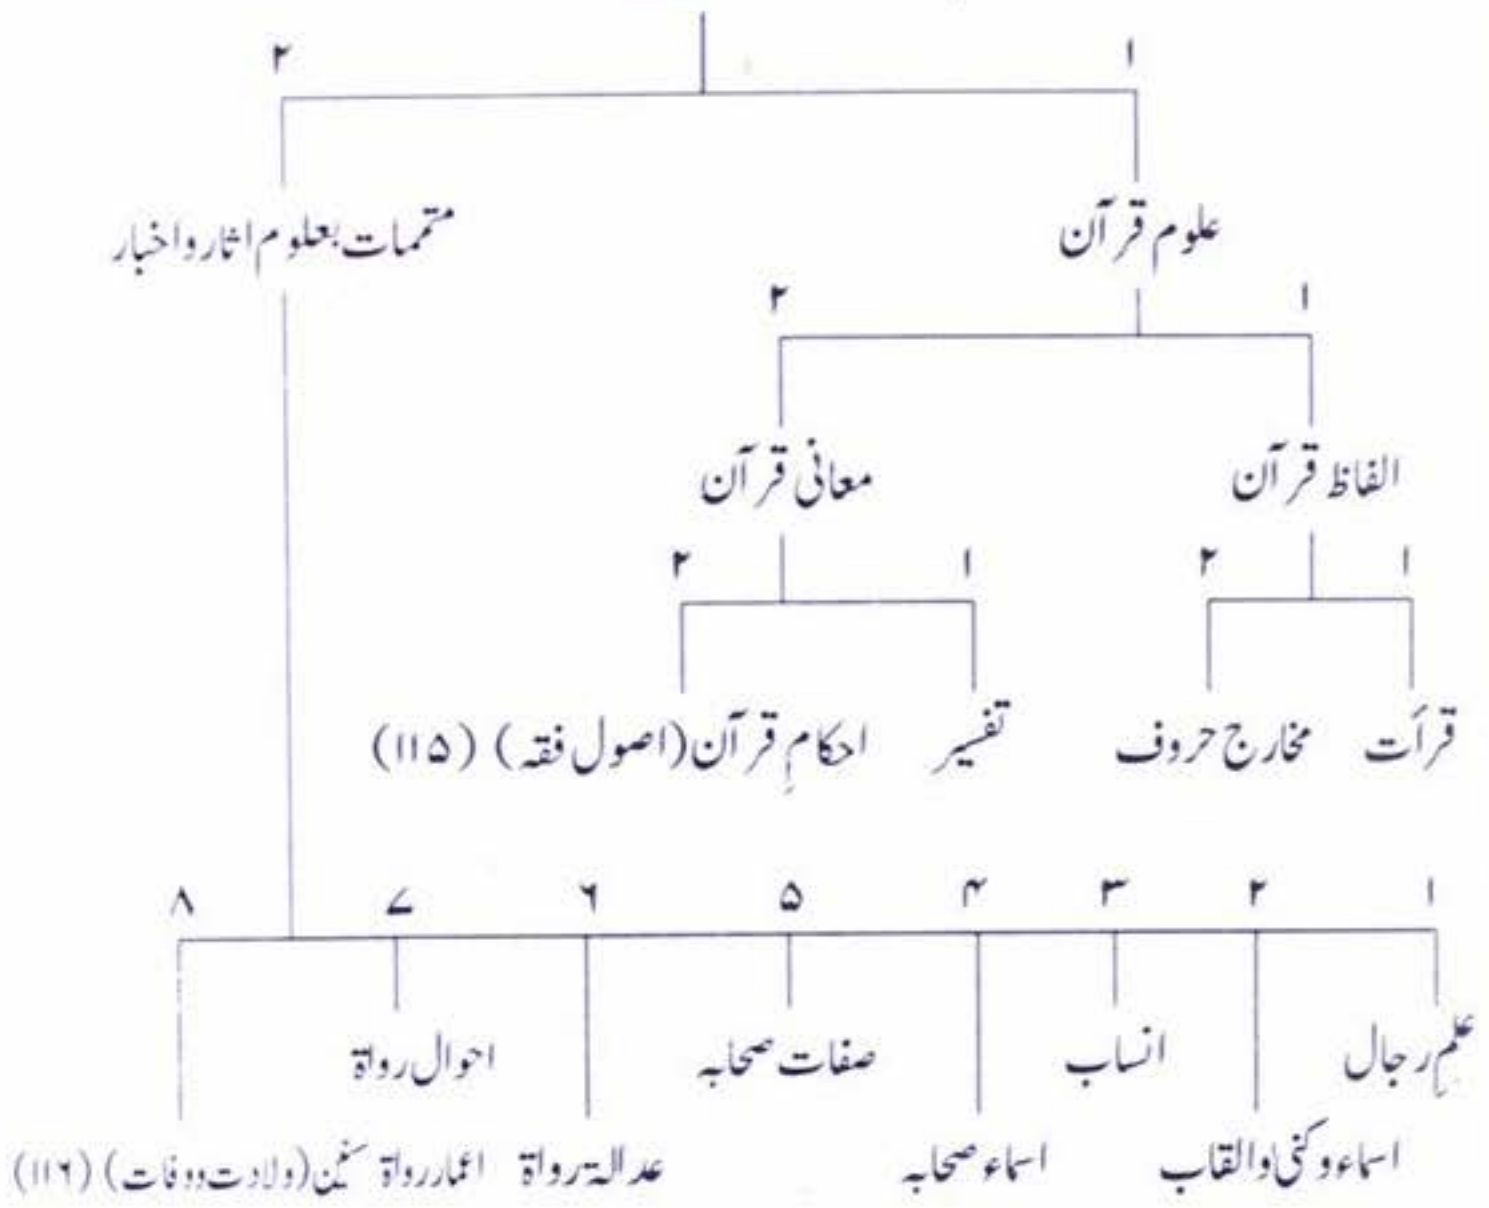 ۱ ۲
علوم قرآن متممات بعلوم اثار و اخبار
۱ ۲
الفاظ قرآن معانی قرآن
۱ ۲ ۱ ۲
قرأت مخارج حروف تفسیر احکامِ قرآن (اصول فقہ) (۱۱۵)
۱ ۲ ۳ ۴ ۵ ۶ ۷ ۸
علمِ رجال انساب صفات صحابہ احوال رواۃ
اسماء وکنی والقاب اسماء صحابہ عدالۃ رواۃ اعمار رواۃ سنین (ولادت ووفات) (۱۱۶)